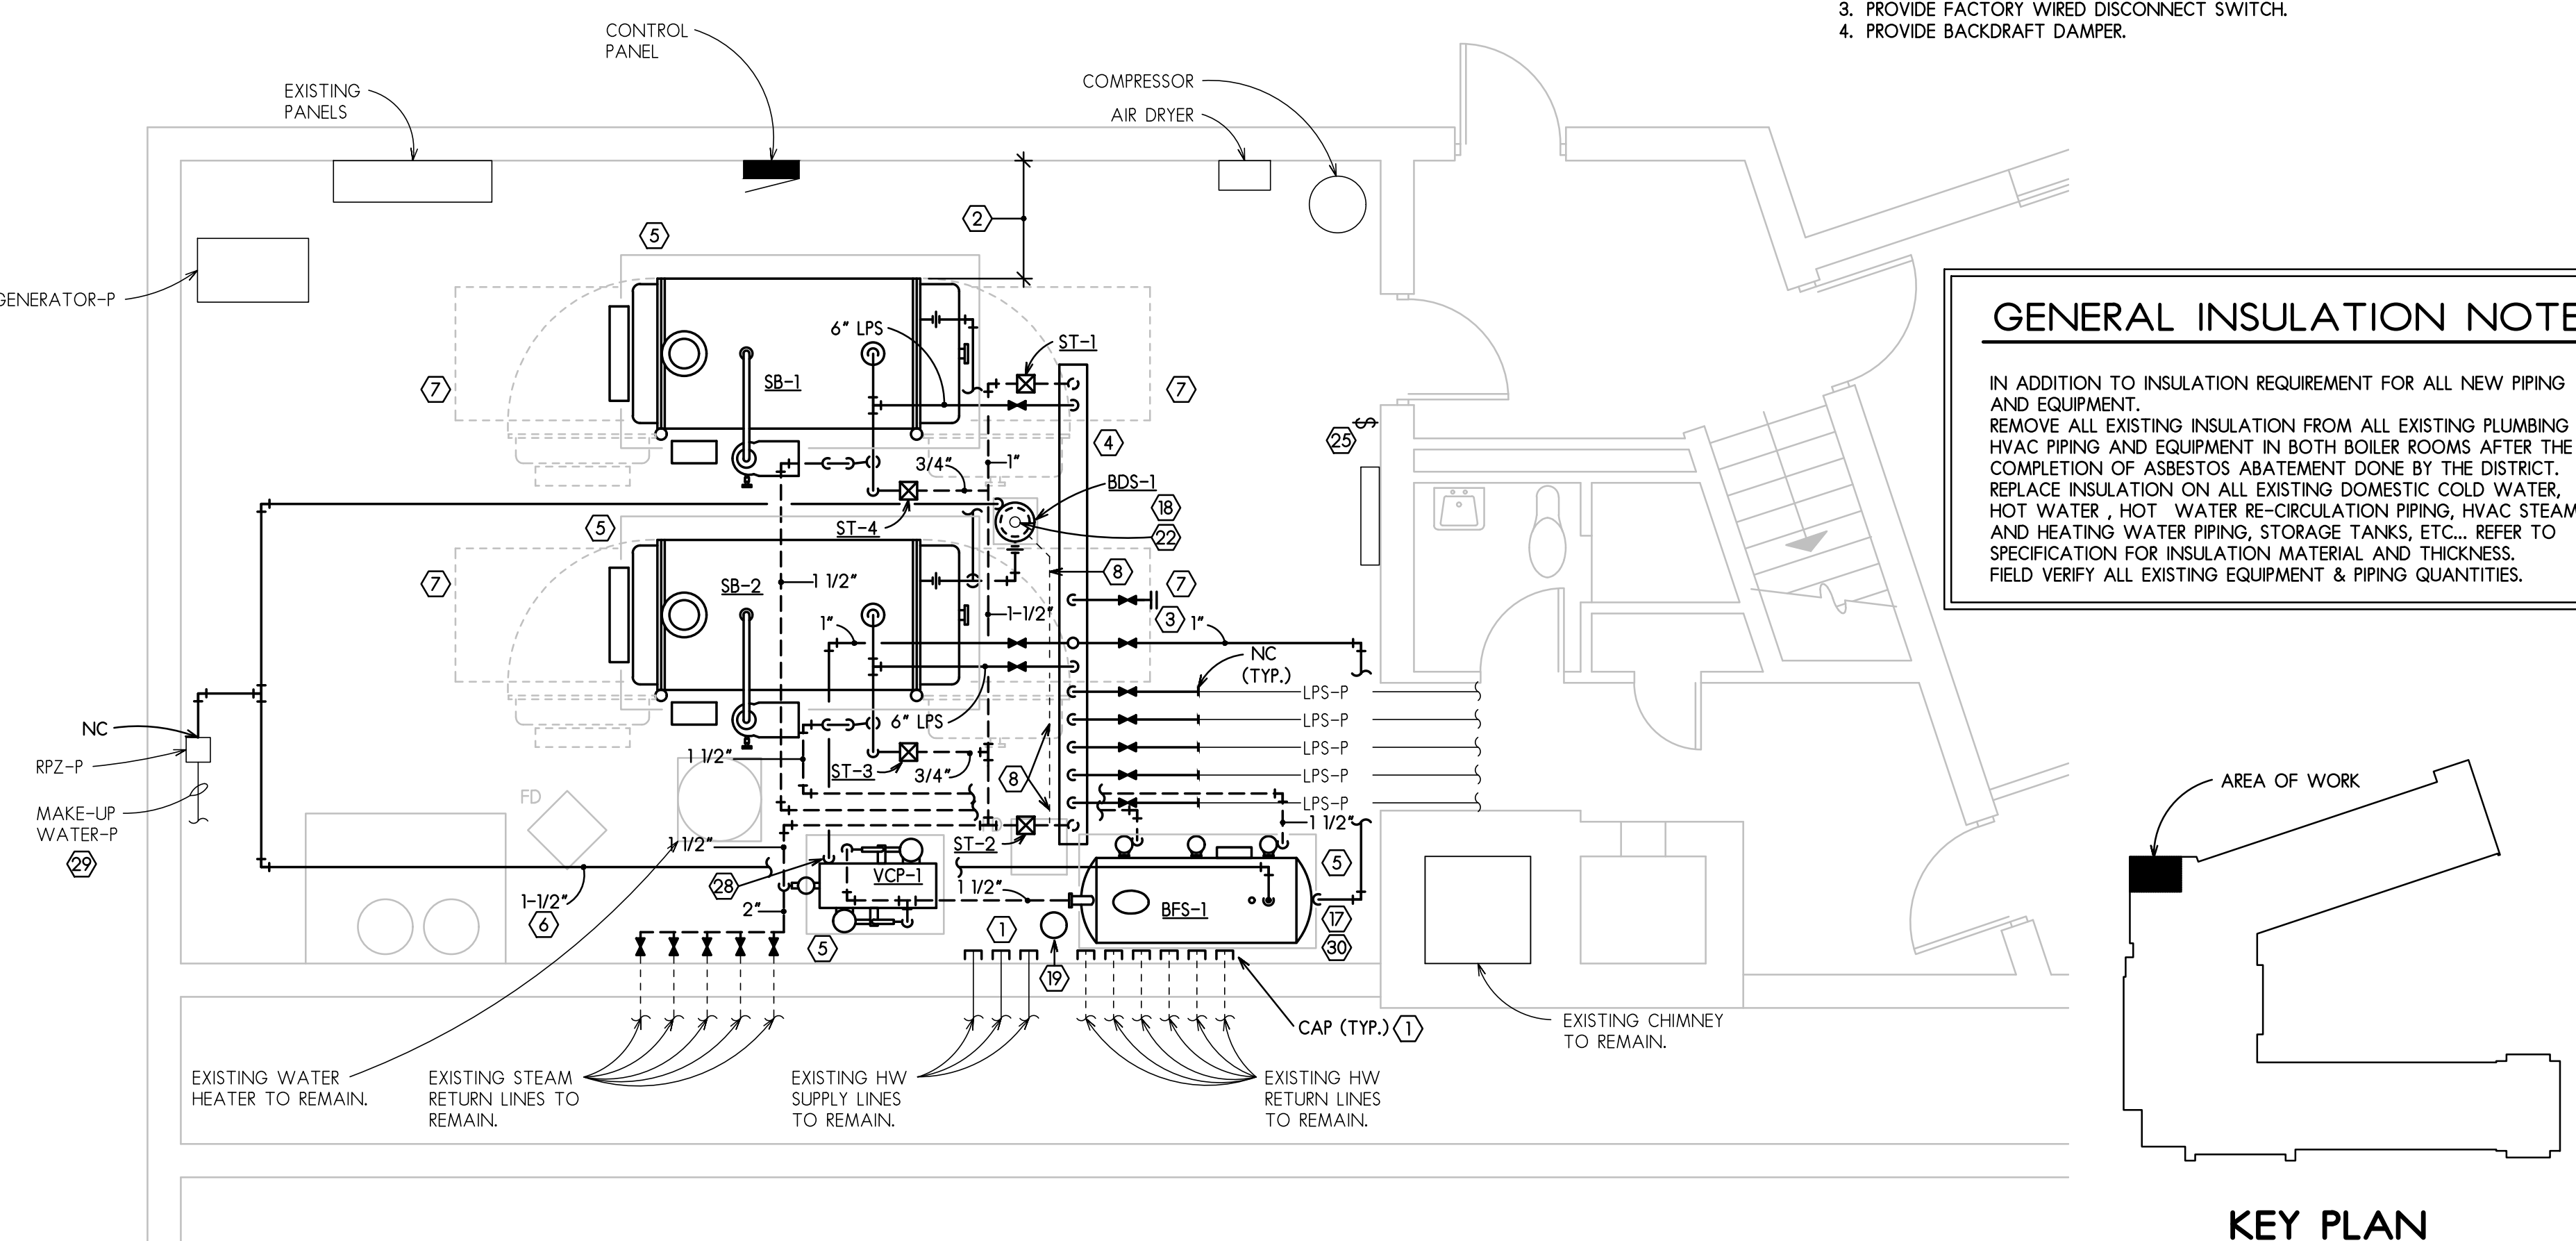 3. PROVIDE FACTORY WIRED DISCONNECT SWITCH.
4. PROVIDE BACKDRAFT DAMPER.
CONTROL
PANEL
EXISTING
PANELS
COMPRESSOR
AIR DRYER
GENERATOR-P
2
5
6" LPS
ST-1
SB-1
7
7
4
25
3/4"
1"
BDS-1
18
22
ST-4
5
8
7
7
SB-2
1 1/2"
1-1/2"
3
1"
1"
NC
(TYP.)
LPS-P
LPS-P
LPS-P
LPS-P
LPS-P
6" LPS
1 1/2"
ST-3
3/4"
8
NC
RPZ-P
MAKE-UP
WATER-P
29
FD
1 1/2"
ST-2
1 1/2"
5
28
VCP-1
1 1/2"
BFS-1
1-1/2"
6
2"
5
1
19
17
30
CAP (TYP.) 1
EXISTING CHIMNEY
TO REMAIN.
EXISTING WATER
HEATER TO REMAIN.
EXISTING STEAM
RETURN LINES TO
REMAIN.
EXISTING HW
SUPPLY LINES
TO REMAIN.
EXISTING HW
RETURN LINES
TO REMAIN.
GENERAL INSULATION NOTE
IN ADDITION TO INSULATION REQUIREMENT FOR ALL NEW PIPING
AND EQUIPMENT.
REMOVE ALL EXISTING INSULATION FROM ALL EXISTING PLUMBING
HVAC PIPING AND EQUIPMENT IN BOTH BOILER ROOMS AFTER THE
COMPLETION OF ASBESTOS ABATEMENT DONE BY THE DISTRICT.
REPLACE INSULATION ON ALL EXISTING DOMESTIC COLD WATER,
HOT WATER , HOT WATER RE-CIRCULATION PIPING, HVAC STEAM
AND HEATING WATER PIPING, STORAGE TANKS, ETC... REFER TO
SPECIFICATION FOR INSULATION MATERIAL AND THICKNESS.
FIELD VERIFY ALL EXISTING EQUIPMENT & PIPING QUANTITIES.
AREA OF WORK
KEY PLAN